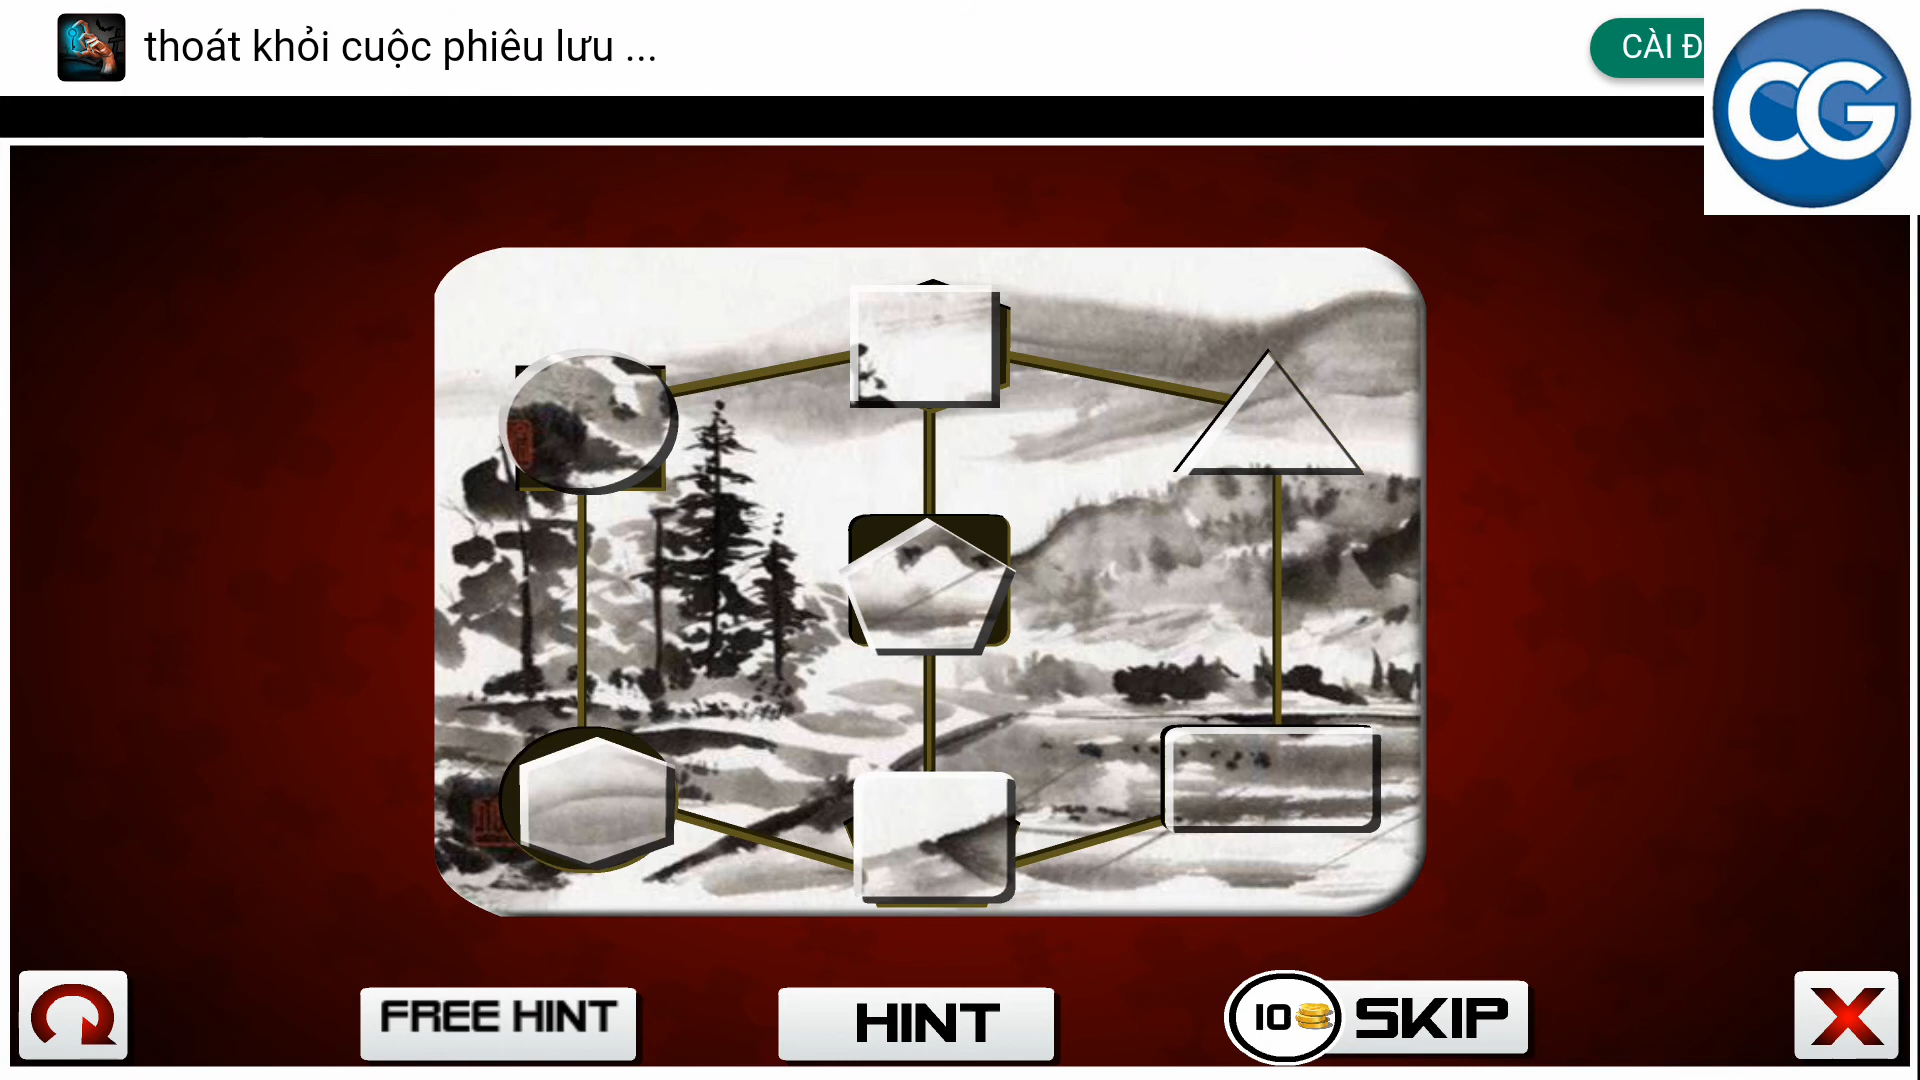 thoát khỏi cuộc phiêu lưu ...
CÀI Đ
CG
FREE HINT
HINT
10 SKIP